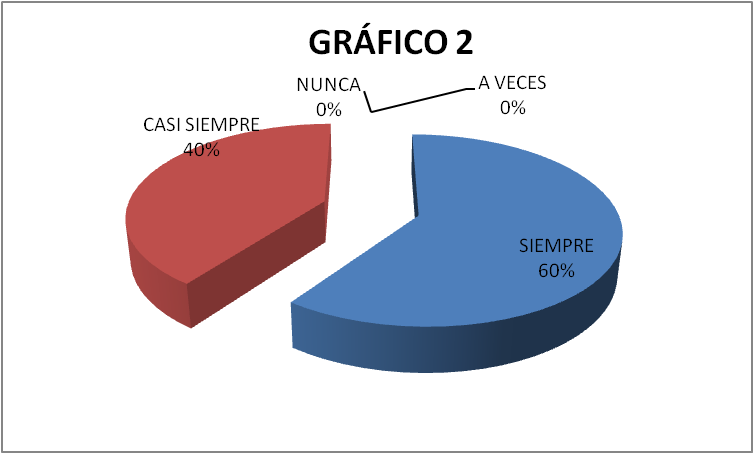 GRÁFICO 2
NUNCA
0%
A VECES
0%
CASI SIEMPRE
40%
SIEMPRE
60%